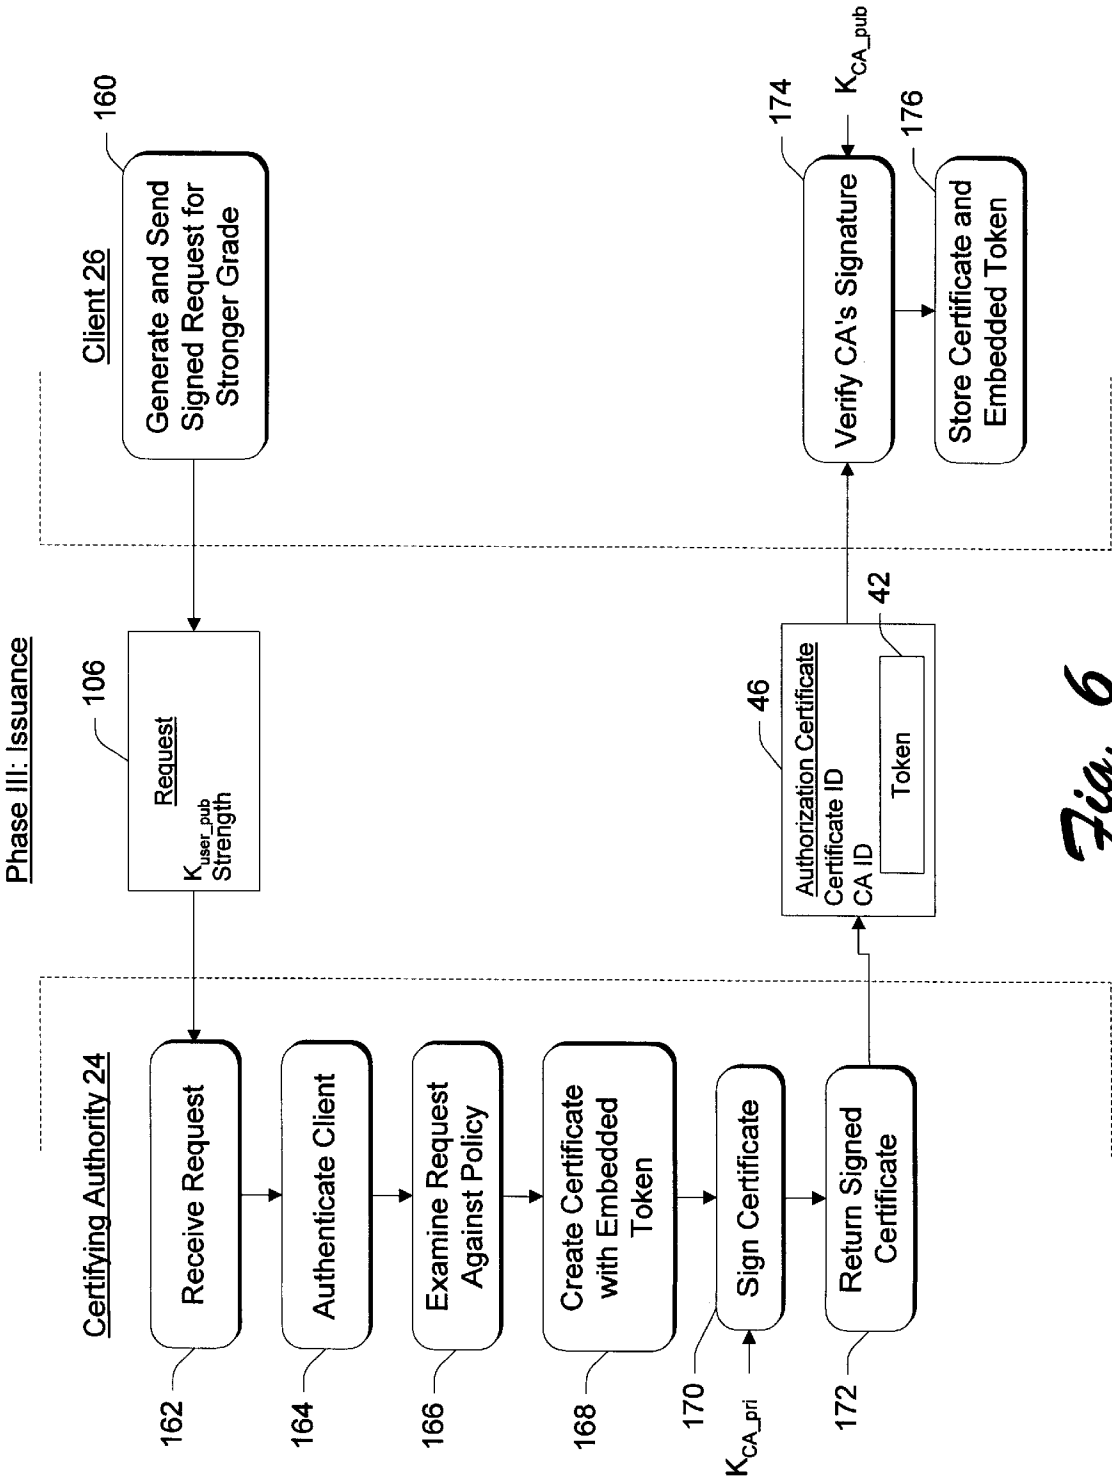 Phase III: Issuance
Certifying Authority 24
Client 26
162
Receive Request
106
Request
K_user_pub
Strength
160
Generate and Send
Signed Request for
Stronger Grade
164
Authenticate Client
166
Examine Request
Against Policy
168
Create Certificate
with Embedded
Token
170
Sign Certificate
K_CA_pri
172
Return Signed
Certificate
46
Authorization Certificate
Certificate ID
CA ID
42
Token
174
Verify CA's Signature
K_CA_pub
176
Store Certificate and
Embedded Token
Fig. 6